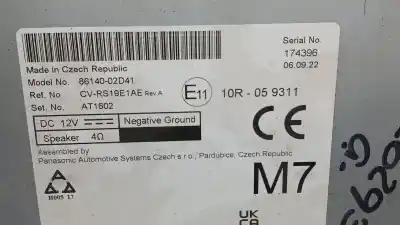 Serial No.
174396
06.09.22
Made in Czech Republic
Model No. 86140-02D41
Ref. No CV-RS19E1AE Rev.A
Set. No. AT1602
E11 10R - 05 9311
DC 12V Negative Ground
Speaker 4Ω
CE
Assembled by
Panasonic Automotive Systems Czech s r.o., Pardubice, Czech Republic
M7
UK
CA